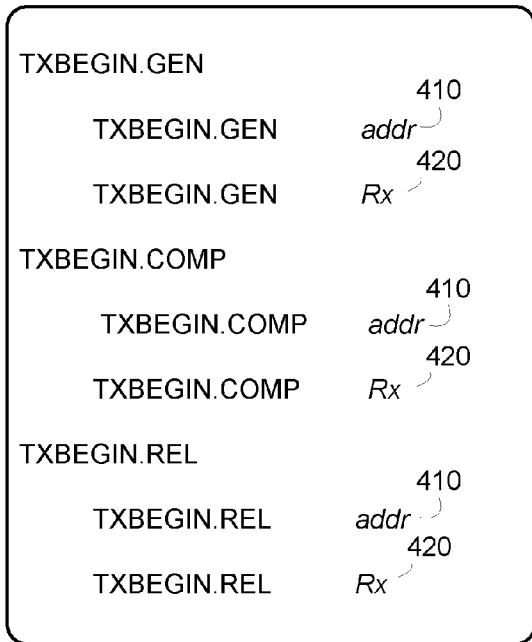 TXBEGIN.GEN
410
TXBEGIN.GEN addr
420
TXBEGIN.GEN Rx
TXBEGIN.COMP
410
TXBEGIN.COMP addr
420
TXBEGIN.COMP Rx
TXBEGIN.REL
410
TXBEGIN.REL addr
420
TXBEGIN.REL Rx